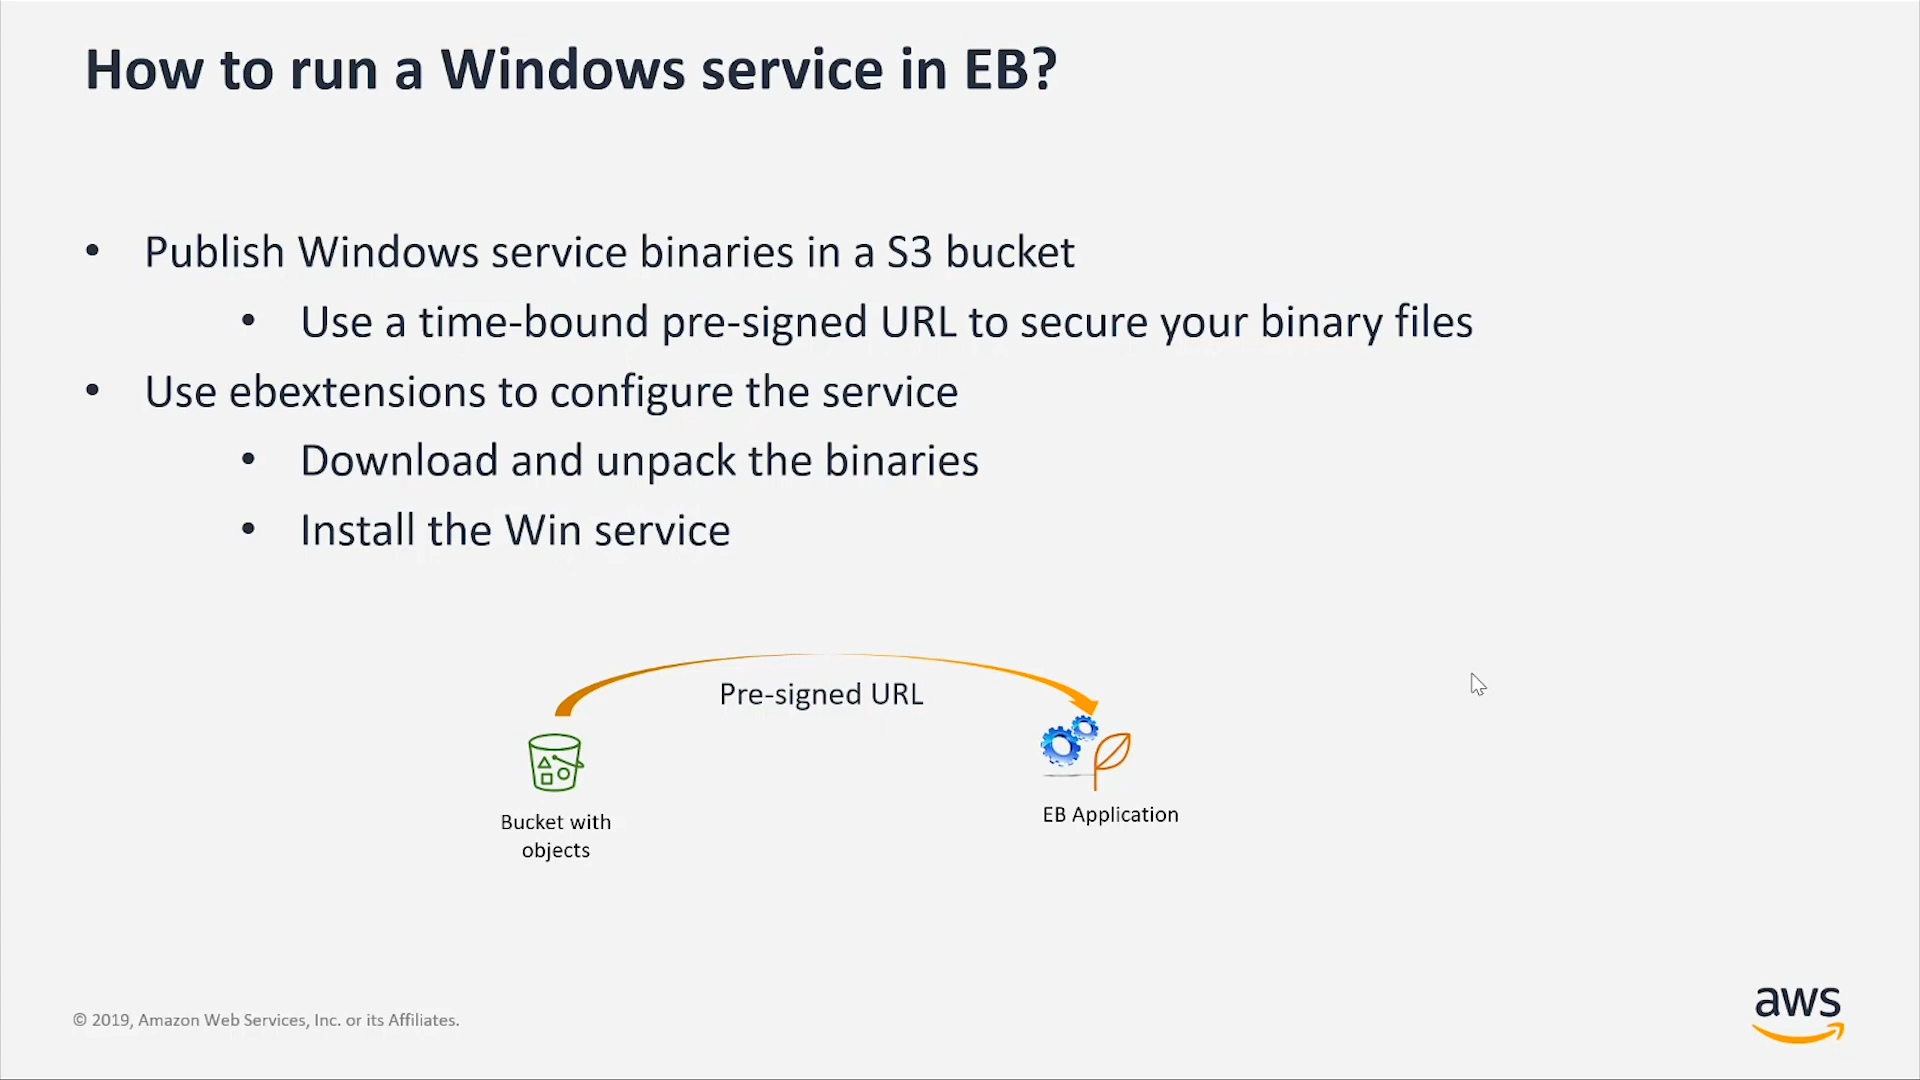 How to run a Windows service in EB?
• Publish Windows service binaries in a S3 bucket
• Use a time-bound pre-signed URL to secure your binary files
• Use ebextensions to configure the service
• Download and unpack the binaries
• Install the Win service
Pre-signed URL
Bucket with
objects
EB Application
© 2019, Amazon Web Services, Inc. or its Affiliates.
aws